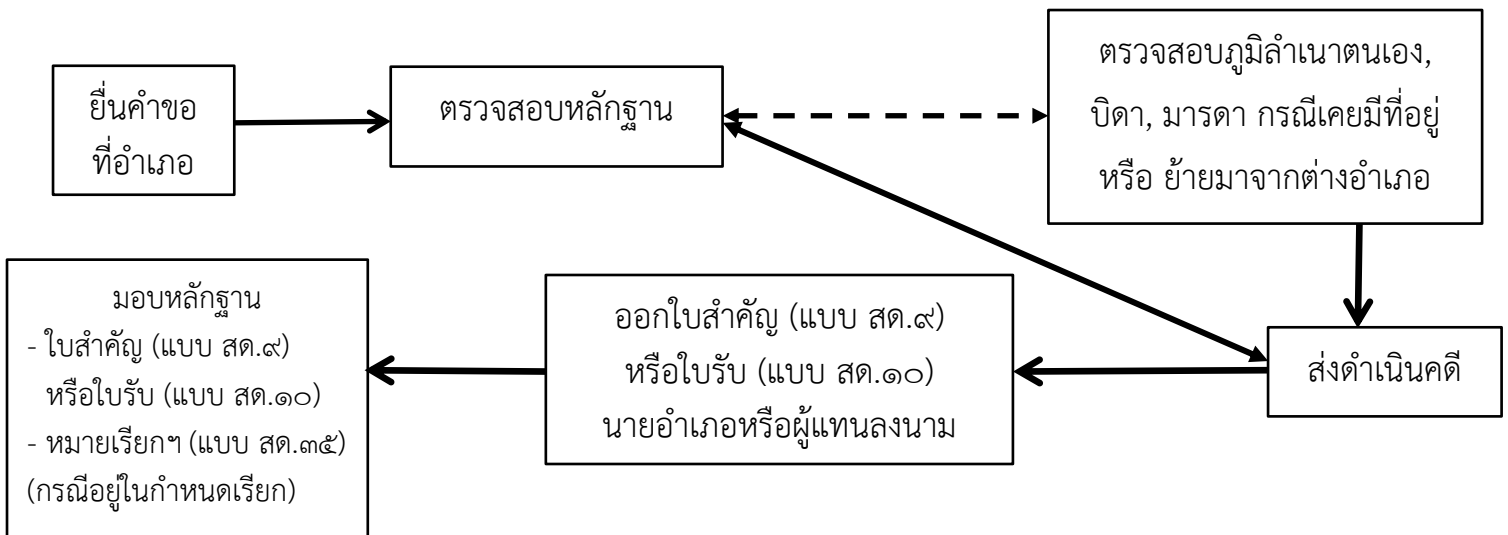 ยื่นคำขอ
ที่อำเภอ
ตรวจสอบหลักฐาน
ตรวจสอบภูมิลำเนาตนเอง,
บิดา, มารดา กรณีเคยมีที่อยู่
หรือ ย้ายมาจากต่างอำเภอ
ส่งดำเนินคดี
ออกใบสำคัญ (แบบ สด.๙)
หรือใบรับ (แบบ สด.๑๐)
นายอำเภอหรือผู้แทนลงนาม
มอบหลักฐาน
- ใบสำคัญ (แบบ สด.๙)
หรือใบรับ (แบบ สด.๑๐)
- หมายเรียกฯ (แบบ สด.๓๕)
(กรณีอยู่ในกำหนดเรียก)